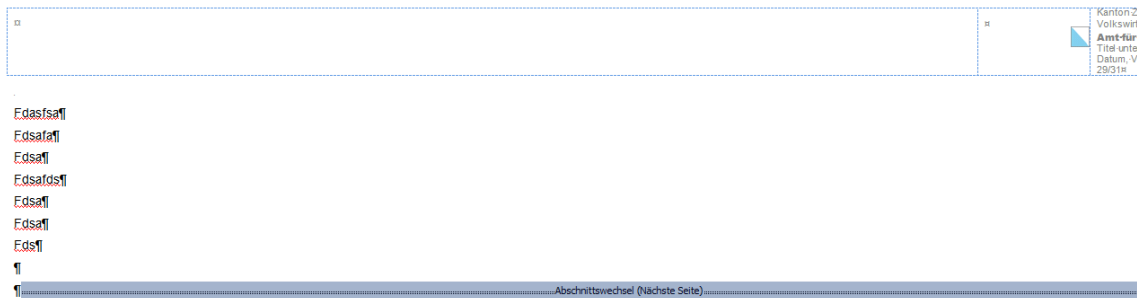 Kanton Z
Volkswirt
Amt für
Titel unte
Datum, V
29/31¤
Fdasfsa¶
Fdsafa¶
Fdsa¶
Fdsafds¶
Fdsa¶
Fdsa¶
Fds¶
¶
¶ Abschnittswechsel (Nächste Seite)